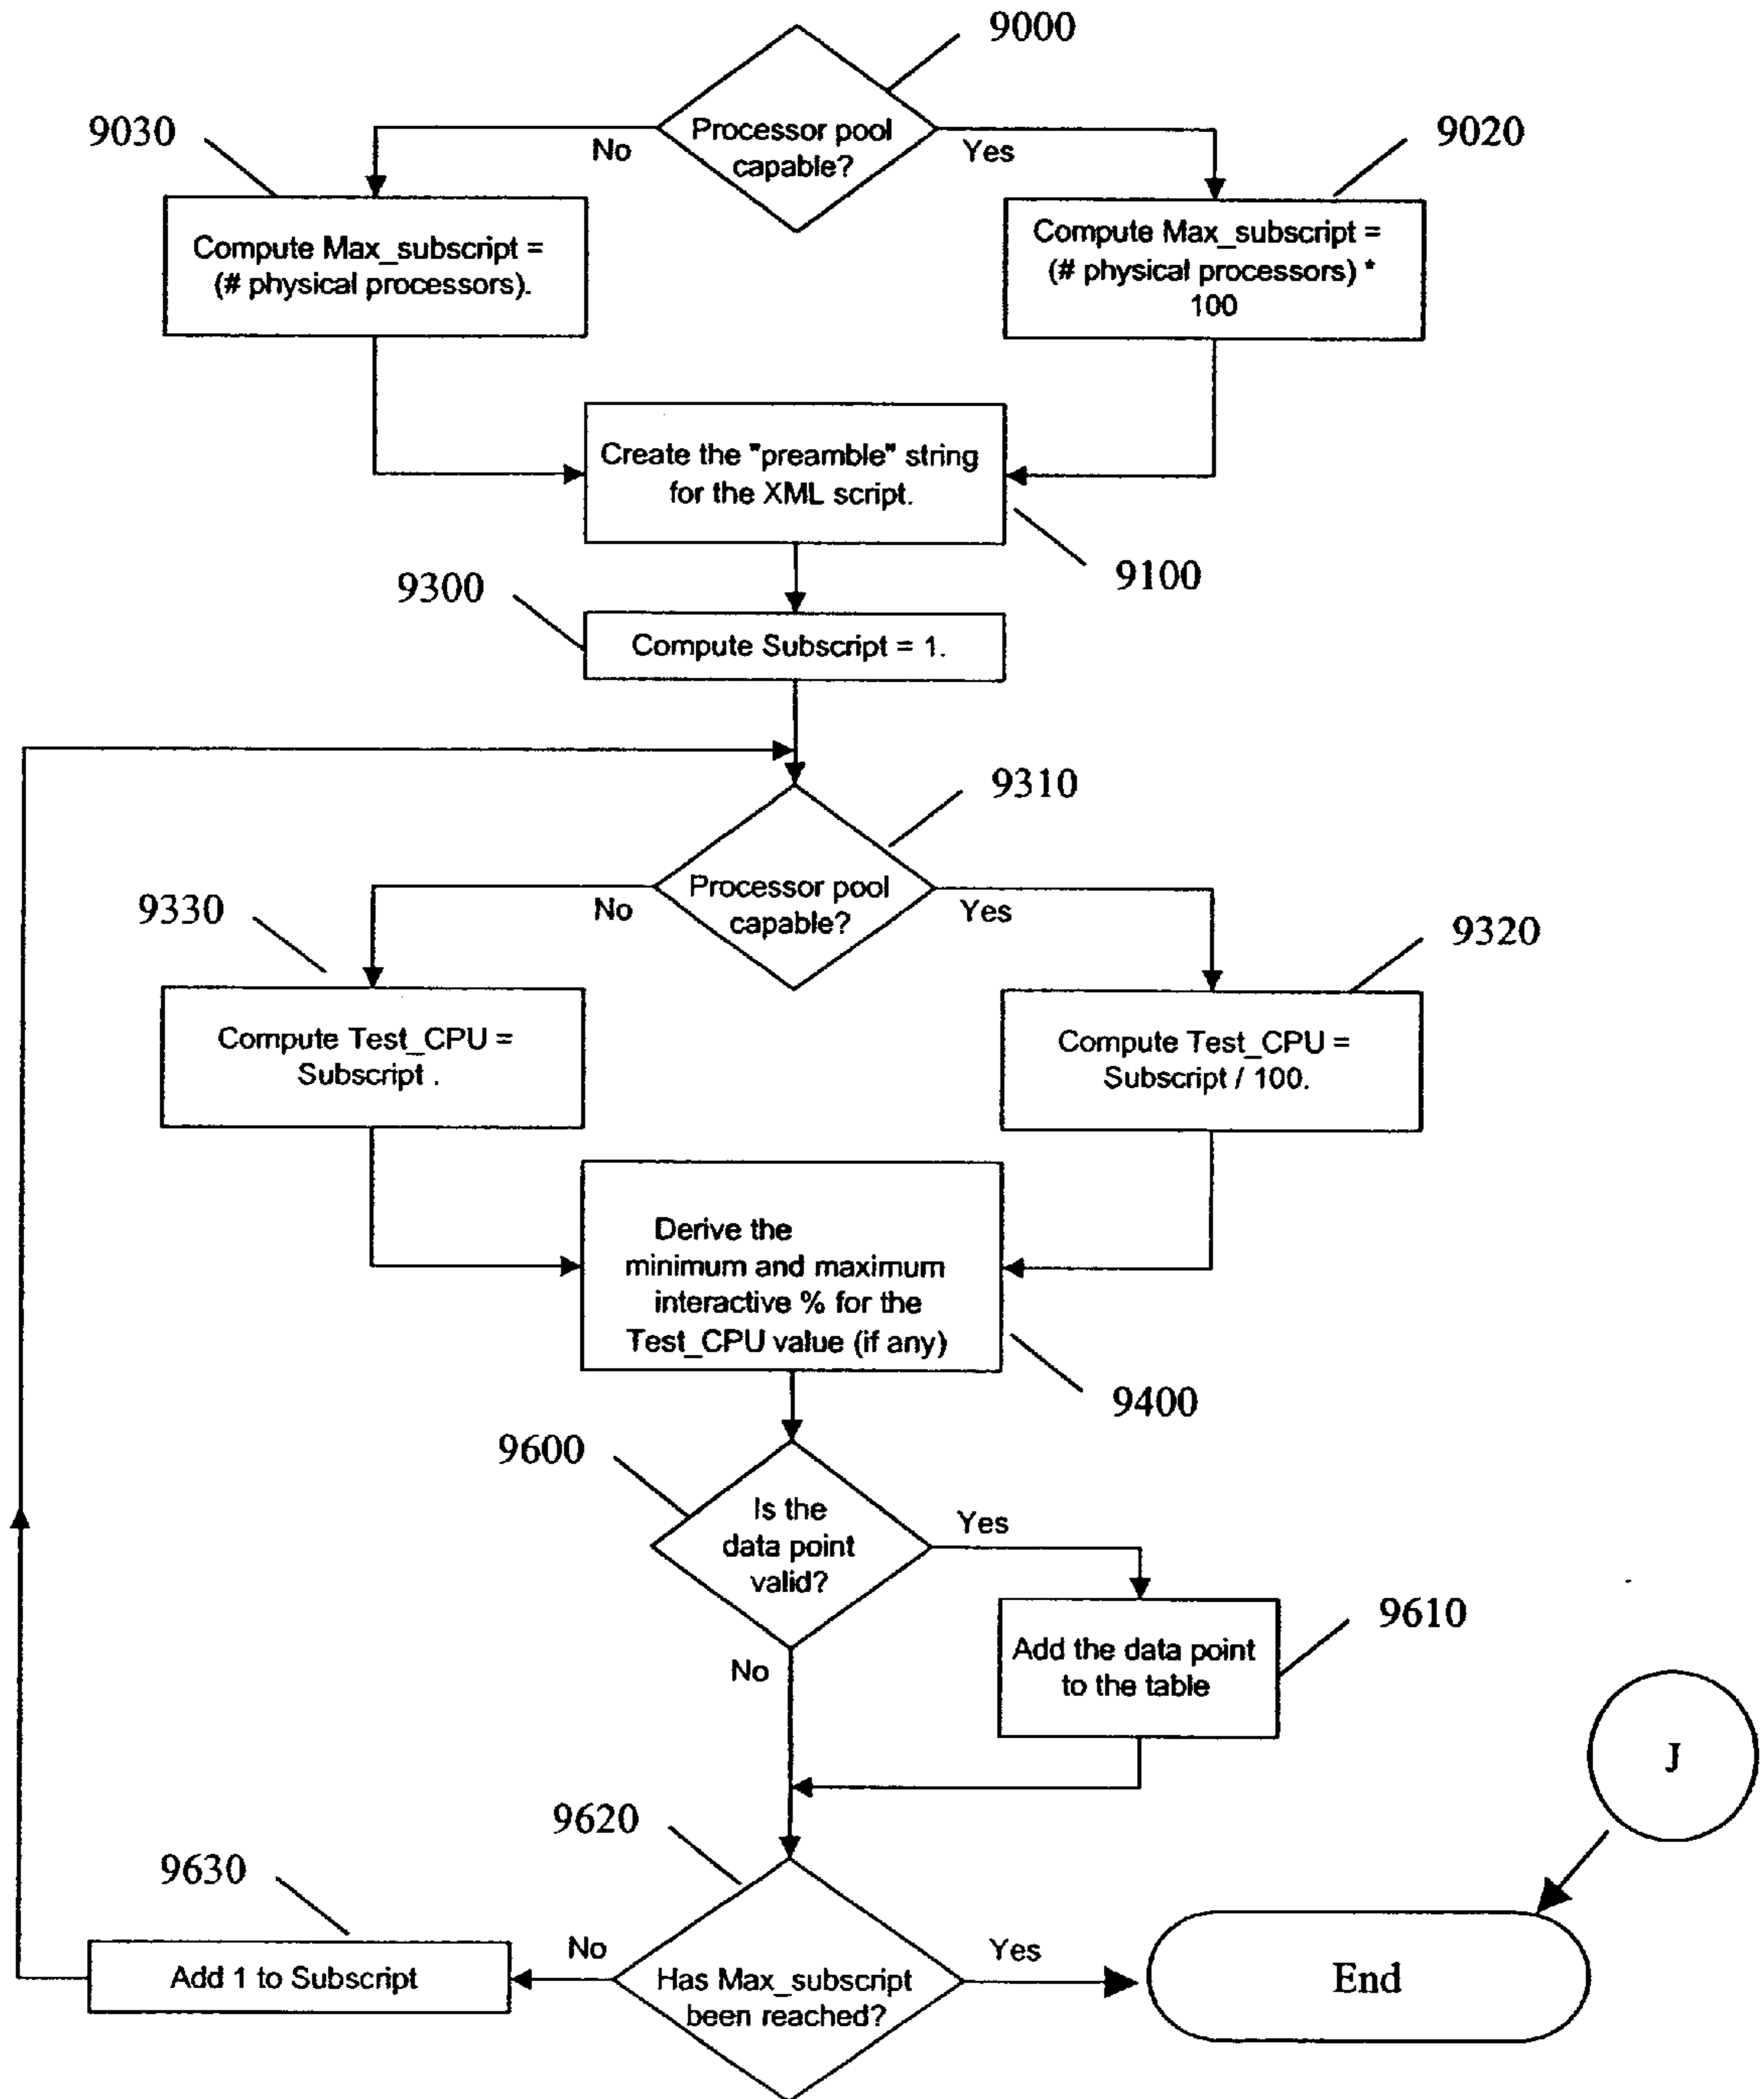 9000
Processor pool
capable?
No
Yes
9030
9020
Compute Max_subscript =
(# physical processors).
Compute Max_subscript =
(# physical processors) *
100
Create the "preamble" string
for the XML script.
9100
9300
Compute Subscript = 1.
9310
Processor pool
capable?
No
Yes
9330
9320
Compute Test_CPU =
Subscript .
Compute Test_CPU =
Subscript / 100.
Derive the
minimum and maximum
interactive % for the
Test_CPU value (if any)
9400
9600
Is the
data point
valid?
Yes
No
9610
Add the data point
to the table
J
9620
9630
Add 1 to Subscript
No
Has Max_subscript
been reached?
Yes
End